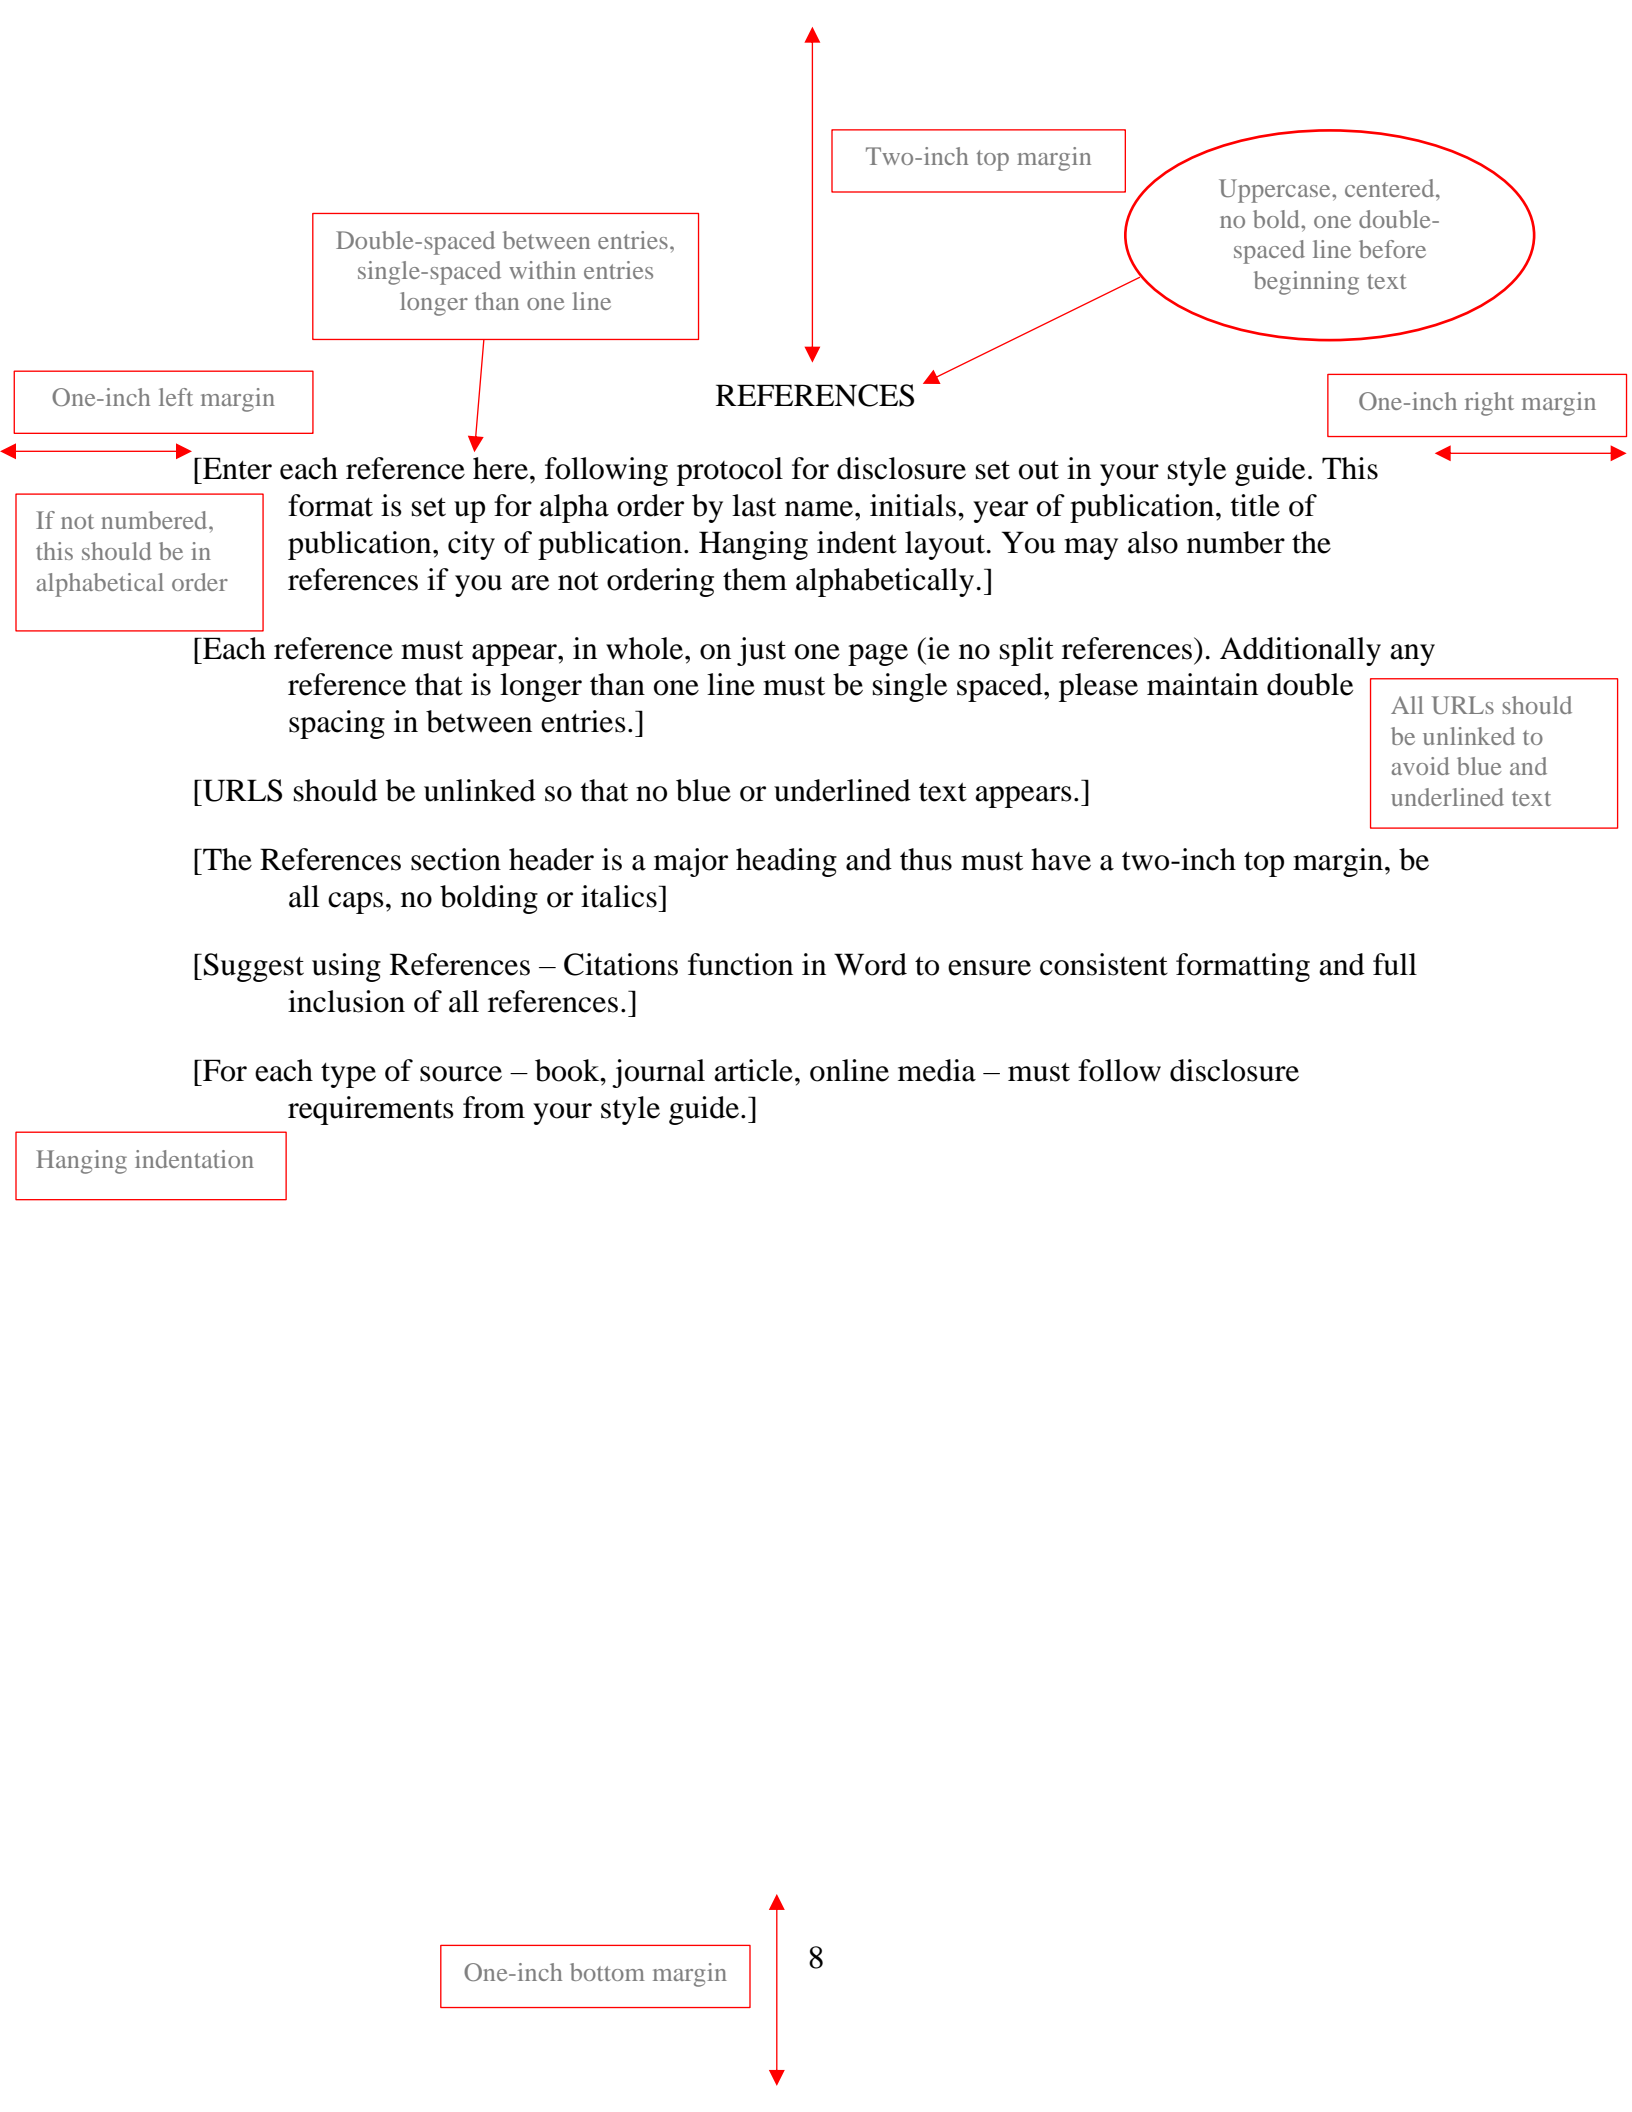 Two-inch top margin
Uppercase, centered,
no bold, one double-
spaced line before
beginning text
Double-spaced between entries,
single-spaced within entries
longer than one line
One-inch left margin
REFERENCES
One-inch right margin
[Enter each reference here, following protocol for disclosure set out in your style guide. This
format is set up for alpha order by last name, initials, year of publication, title of
publication, city of publication. Hanging indent layout. You may also number the
references if you are not ordering them alphabetically.]
If not numbered,
this should be in
alphabetical order
[Each reference must appear, in whole, on just one page (ie no split references). Additionally any
reference that is longer than one line must be single spaced, please maintain double
spacing in between entries.]
All URLs should
be unlinked to
avoid blue and
underlined text
[URLS should be unlinked so that no blue or underlined text appears.]
[The References section header is a major heading and thus must have a two-inch top margin, be
all caps, no bolding or italics]
[Suggest using References – Citations function in Word to ensure consistent formatting and full
inclusion of all references.]
[For each type of source – book, journal article, online media – must follow disclosure
requirements from your style guide.]
Hanging indentation
One-inch bottom margin
8